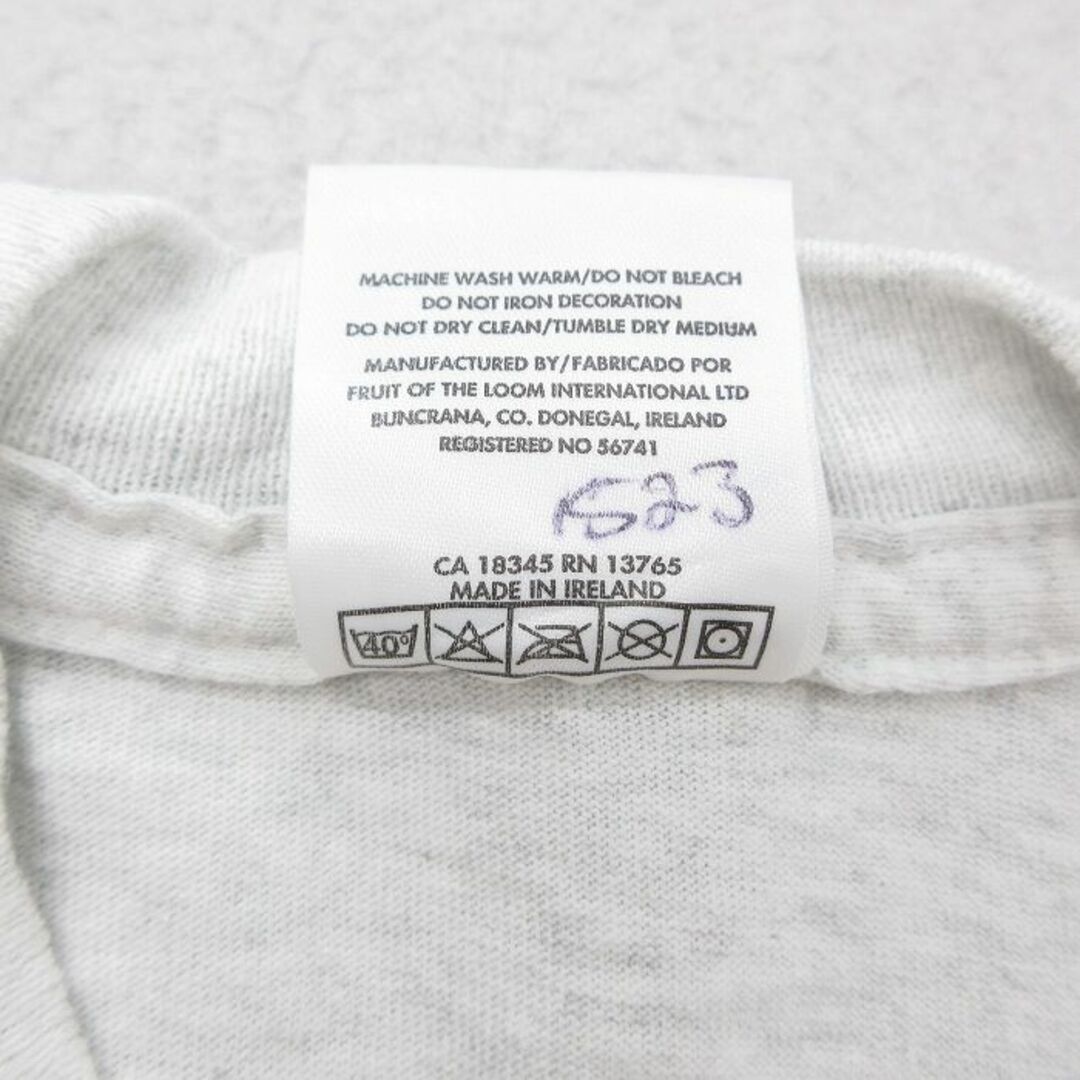 MACHINE WASH WARM/DO NOT BLEACH
DO NOT IRON DECORATION
DO NOT DRY CLEAN/TUMBLE DRY MEDIUM
MANUFACTURED BY/FABRICADO POR
FRUIT OF THE LOOM INTERNATIONAL LTD
BUNCRANA, CO. DONEGAL, IRELAND
REGISTERED NO 56741
523
CA 18345 RN 13765
MADE IN IRELAND
40°